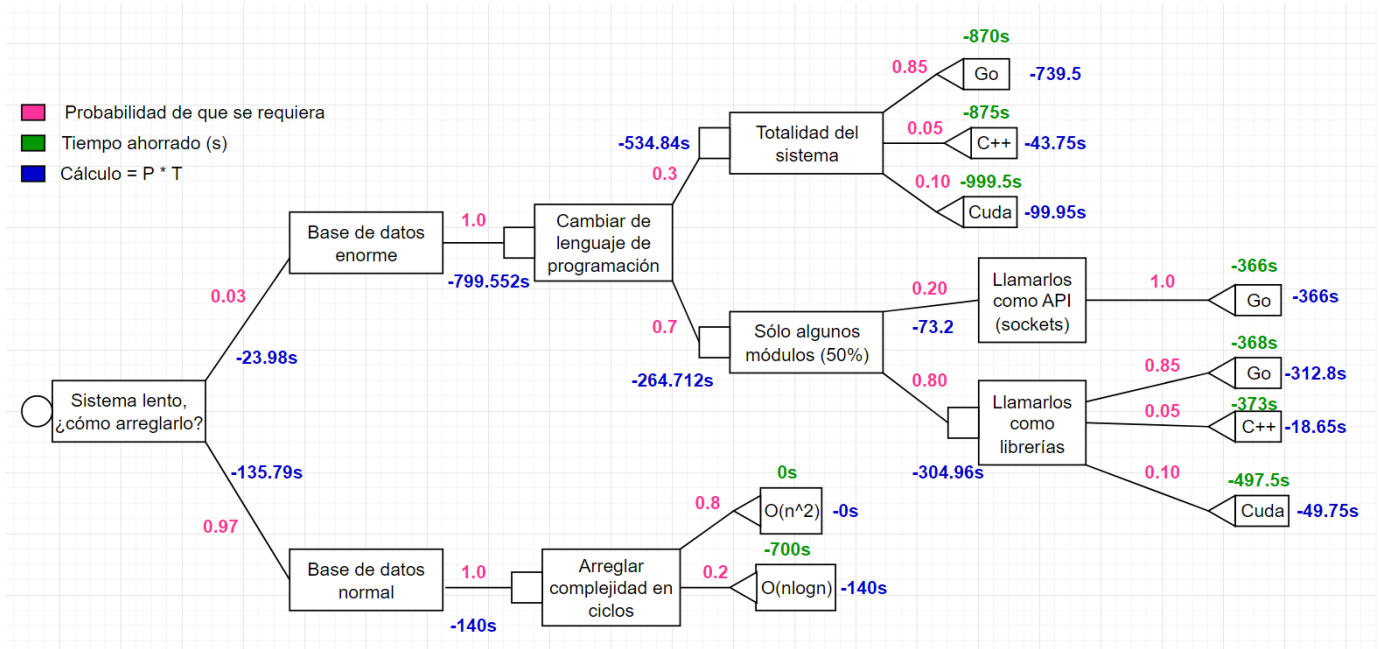 Probabilidad de que se requiera
Tiempo ahorrado (s)
Cálculo = P * T
Sistema lento,
¿cómo arreglarlo?
0.03
-23.98s
-135.79s
0.97
Base de datos
enorme
1.0
-799.552s
Cambiar de
lenguaje de
programación
-534.84s
0.3
0.7
-264.712s
Totalidad del
sistema
0.85
-870s
Go
-739.5
0.05
-875s
C++
-43.75s
0.10
-999.5s
Cuda
-99.95s
Sólo algunos
módulos (50%)
0.20
-73.2
Llamarlos
como API
(sockets)
1.0
-366s
Go
-366s
0.80
-304.96s
Llamarlos
como
librerías
0.85
-368s
Go
-312.8s
0.05
-373s
C++
-18.65s
0.10
-497.5s
Cuda
-49.75s
Base de datos
normal
1.0
-140s
Arreglar
complejidad en
ciclos
0.8
0s
O(n^2)
-0s
0.2
-700s
O(nlogn)
-140s